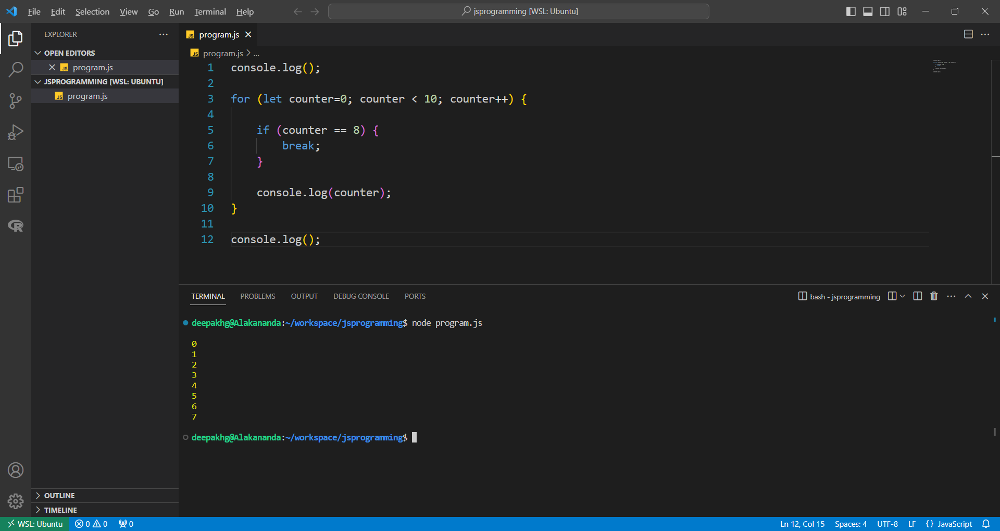 File Edit Selection View Go Run Terminal Help
jsprogramming [WSL: Ubuntu]
EXPLORER
OPEN EDITORS
JS program.js
JSPROGRAMMING [WSL: UBUNTU]
JS program.js
JS program.js
JS program.js > ...
1 console.log();
2
3 for (let counter=0; counter < 10; counter++) {
4
5 if (counter == 8) {
6 break;
7 }
8
9 console.log(counter);
10 }
11
12 console.log();
TERMINAL PROBLEMS OUTPUT DEBUG CONSOLE PORTS
bash - jsprogramming
deepakhg@Alakananda:~/workspace/jsprogramming$ node program.js
0
1
2
3
4
5
6
7
deepakhg@Alakananda:~/workspace/jsprogramming$
OUTLINE
TIMELINE
WSL: Ubuntu 0 0 0
Ln 12, Col 15 Spaces: 4 UTF-8 LF {} JavaScript